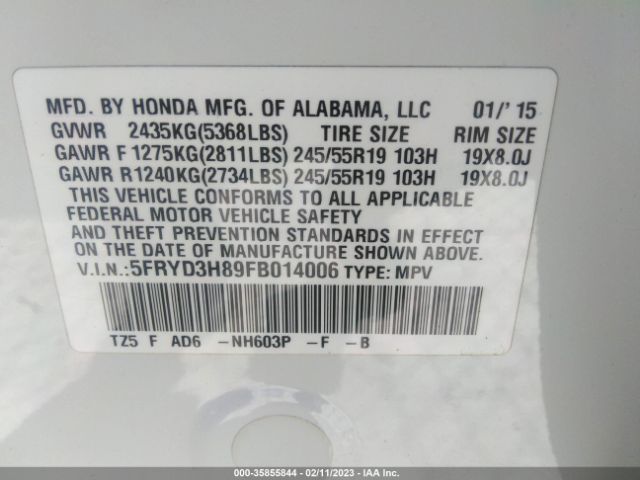 MFD. BY HONDA MFG. OF ALABAMA, LLC 01/' 15
GVWR 2435KG(5368LBS) TIRE SIZE RIM SIZE
GAWR F 1275KG(2811LBS) 245/55R19 103H 19X8.0J
GAWR R1240KG(2734LBS) 245/55R19 103H 19X8.0J
THIS VEHICLE CONFORMS TO ALL APPLICABLE
FEDERAL MOTOR VEHICLE SAFETY
AND THEFT PREVENTION STANDARDS IN EFFECT
ON THE DATE OF MANUFACTURE SHOWN ABOVE.
V.I.N.:5FRYD3H89FB014006 TYPE: MPV
TZ5 F AD6 -NH603P -F -B
000-35855844 - 02/11/2023 - IAA Inc.